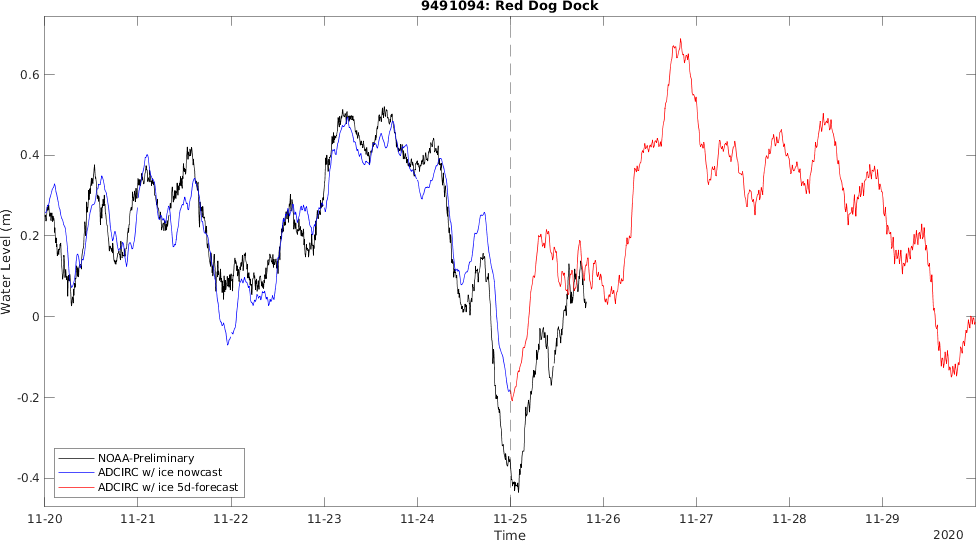 9491094: Red Dog Dock
Water Level (m)
0.6
0.4
0.2
0
-0.2
-0.4
NOAA-Preliminary
ADCIRC w/ ice nowcast
ADCIRC w/ ice 5d-forecast
11-20 11-21 11-22 11-23 11-24 11-25 11-26 11-27 11-28 11-29
Time
2020